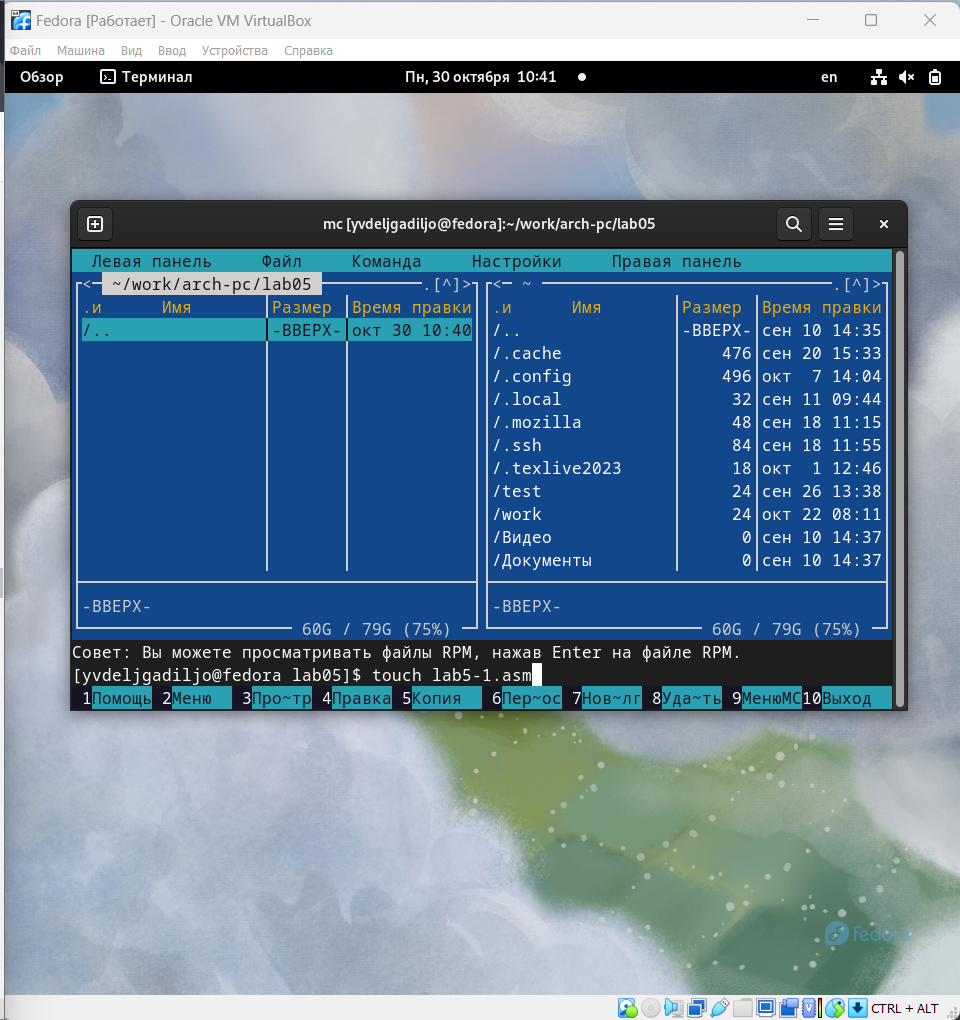 Fedora [Работает] - Oracle VM VirtualBox
Файл Машина Вид Ввод Устройства Справка
Обзор Терминал Пн, 30 октября 10:41 en
mc [yvdeljgadiljo@fedora]:~/work/arch-pc/lab05
Левая панель Файл Команда Настройки Правая панель
<─ ~/work/arch-pc/lab05 ─.[^]>
.и Имя Размер Время правки
/.. -ВВЕРХ- окт 30 10:40
-ВВЕРХ-
60G / 79G (75%)
<─ ~ ─.[^]>
.и Имя Размер Время правки
/.. -ВВЕРХ- сен 10 14:35
/.cache 476 сен 20 15:33
/.config 496 окт 7 14:04
/.local 32 сен 11 09:44
/.mozilla 48 сен 18 11:15
/.ssh 84 сен 18 11:55
/.texlive2023 18 окт 1 12:46
/test 24 сен 26 13:38
/work 24 окт 22 08:11
/Видео 0 сен 10 14:37
/Документы 0 сен 10 14:37
-ВВЕРХ-
60G / 79G (75%)
Совет: Вы можете просматривать файлы RPM, нажав Enter на файле RPM.
[yvdeljgadiljo@fedora lab05]$ touch lab5-1.asm
1Помощь 2Меню 3Про~тр 4Правка 5Копия 6Пер~ос 7Нов~лг 8Уда~ть 9МенюМС 10Выход
fedora
CTRL + ALT